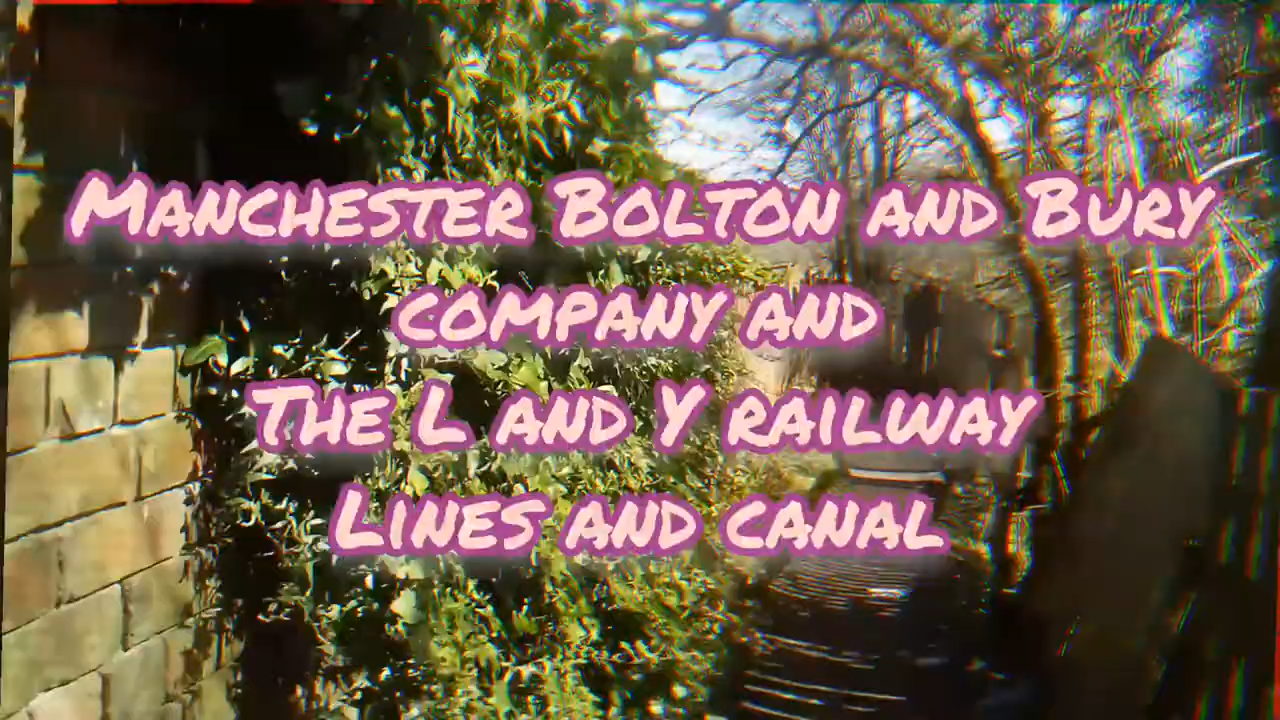 Manchester Bolton and Bury
company and
The L and Y railway
Lines and canal